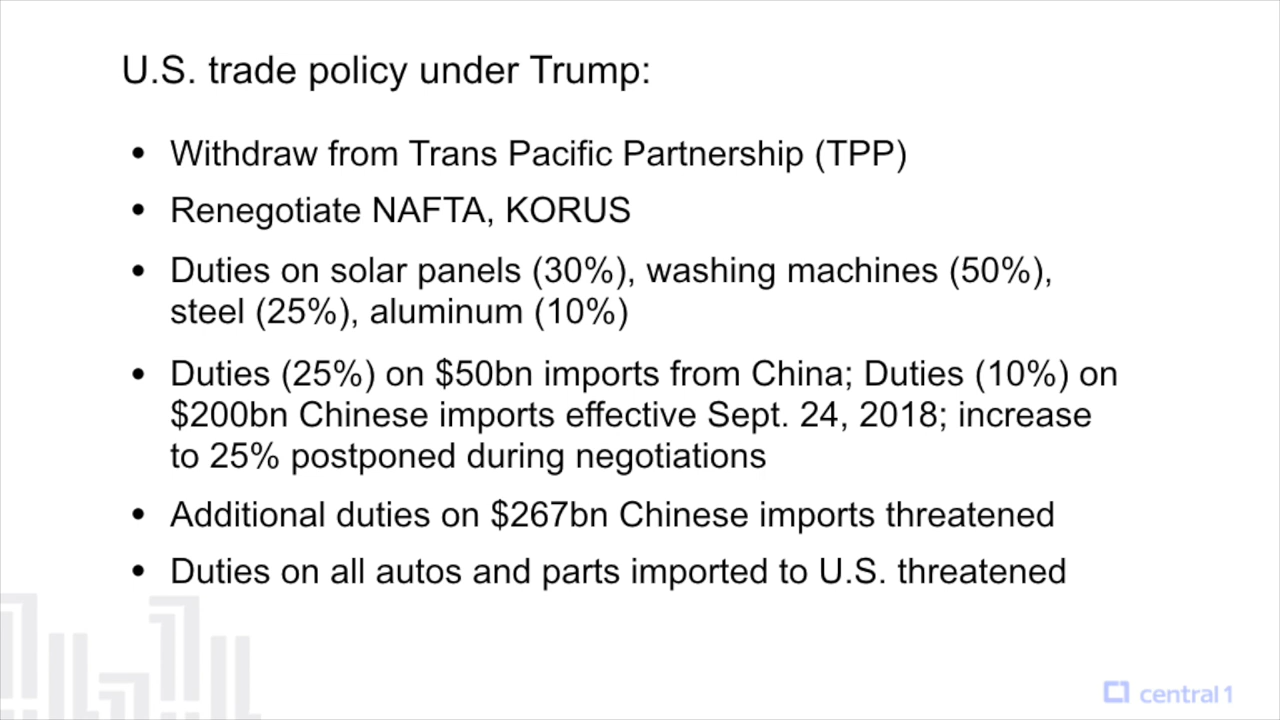 U.S. trade policy under Trump:
• Withdraw from Trans Pacific Partnership (TPP)
• Renegotiate NAFTA, KORUS
• Duties on solar panels (30%), washing machines (50%),
steel (25%), aluminum (10%)
• Duties (25%) on $50bn imports from China; Duties (10%) on
$200bn Chinese imports effective Sept. 24, 2018; increase
to 25% postponed during negotiations
• Additional duties on $267bn Chinese imports threatened
• Duties on all autos and parts imported to U.S. threatened
central 1